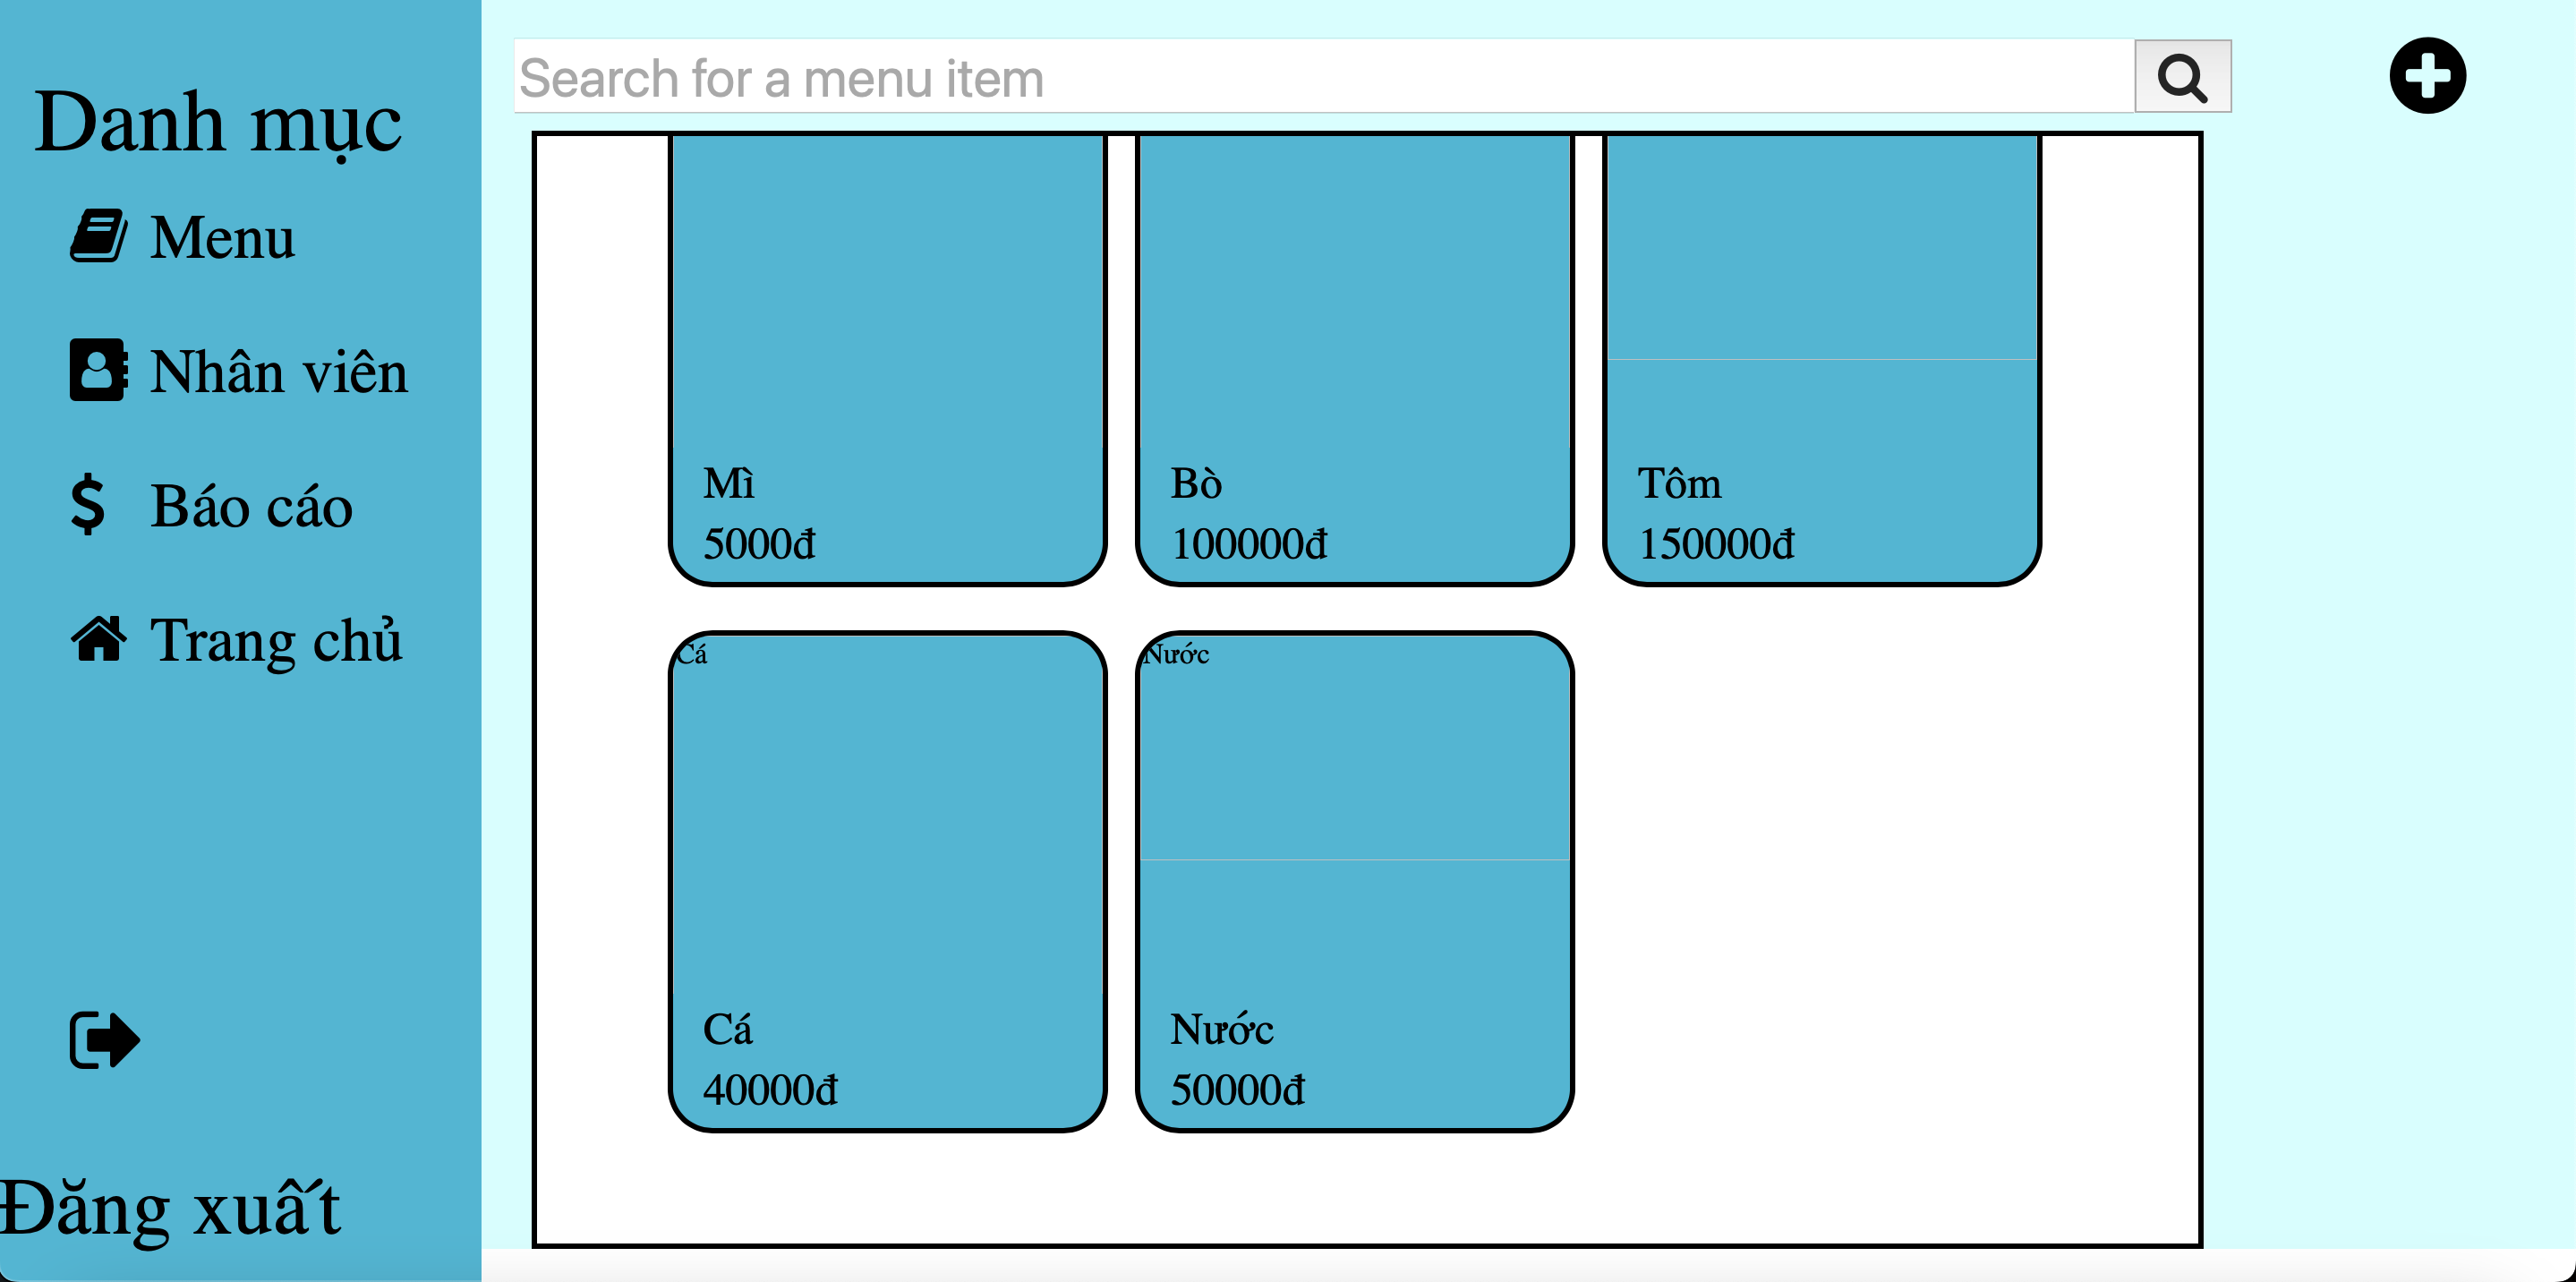 Danh mục
Menu
Nhân viên
Báo cáo
Trang chủ
Đăng xuất
Search for a menu item
Mì
5000đ
Bò
100000đ
Tôm
150000đ
Cá
Cá
40000đ
Nước
Nước
50000đ